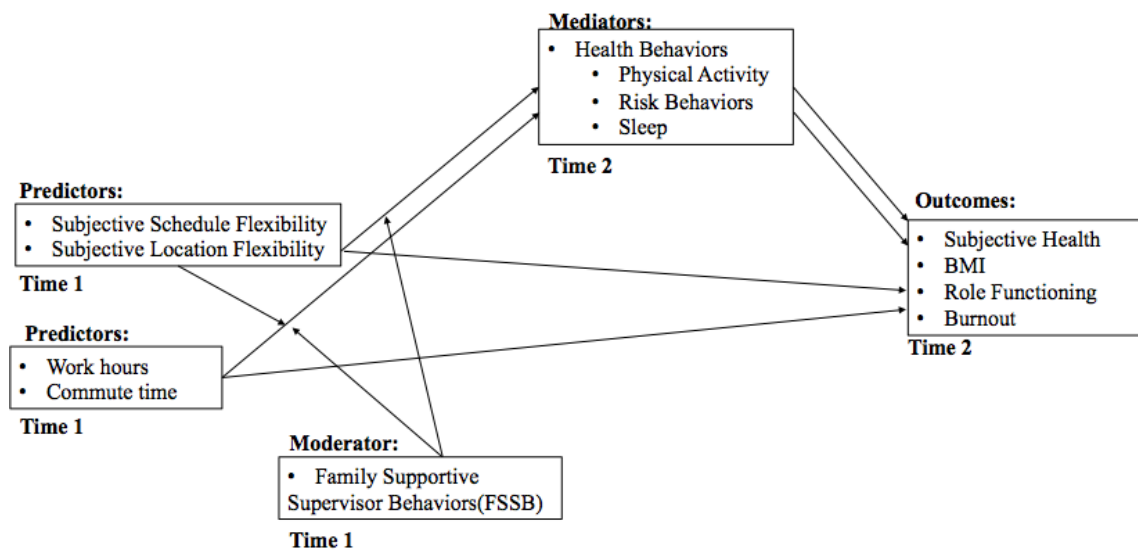 Mediators:
• Health Behaviors
• Physical Activity
• Risk Behaviors
• Sleep
Time 2
Predictors:
• Subjective Schedule Flexibility
• Subjective Location Flexibility
Time 1
Outcomes:
• Subjective Health
• BMI
• Role Functioning
• Burnout
Time 2
Predictors:
• Work hours
• Commute time
Time 1
Moderator:
• Family Supportive
Supervisor Behaviors(FSSB)
Time 1